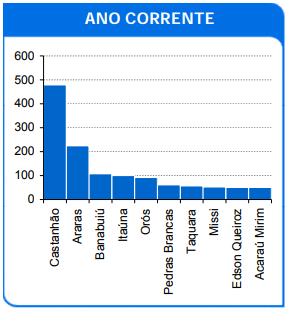 ANO CORRENTE
600
500
400
300
200
100
0
Castanhão
Araras
Banabuiú
Itaúna
Orós
Pedras Brancas
Taquara
Missi
Edson Queiroz
Acaraú Mirim